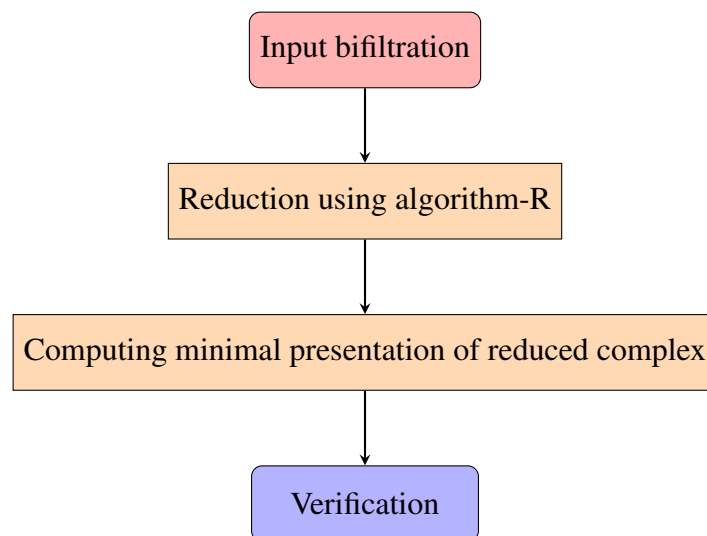 Input bifiltration
Reduction using algorithm-R
Computing minimal presentation of reduced complex
Verification